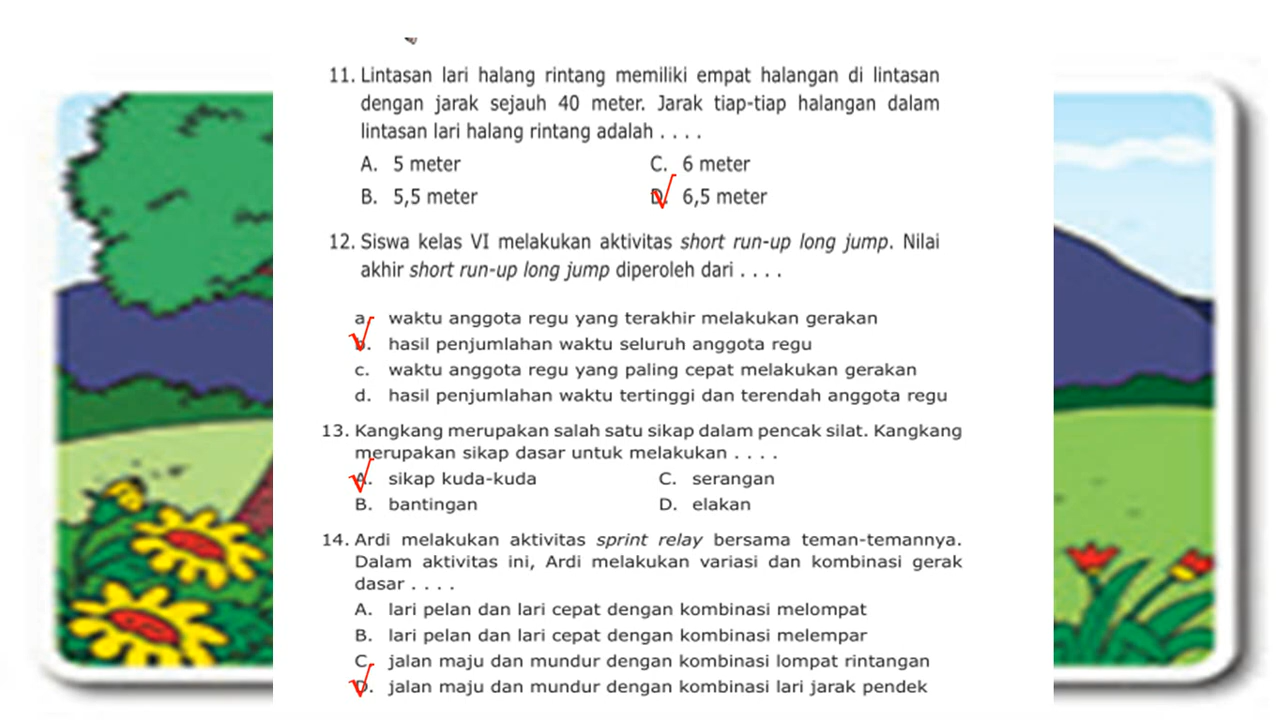 11. Lintasan lari halang rintang memiliki empat halangan di lintasan
dengan jarak sejauh 40 meter. Jarak tiap-tiap halangan dalam
lintasan lari halang rintang adalah . . . .
A. 5 meter C. 6 meter
B. 5,5 meter D. 6,5 meter
12. Siswa kelas VI melakukan aktivitas short run-up long jump. Nilai
akhir short run-up long jump diperoleh dari . . . .
a. waktu anggota regu yang terakhir melakukan gerakan
b. hasil penjumlahan waktu seluruh anggota regu
c. waktu anggota regu yang paling cepat melakukan gerakan
d. hasil penjumlahan waktu tertinggi dan terendah anggota regu
13. Kangkang merupakan salah satu sikap dalam pencak silat. Kangkang
merupakan sikap dasar untuk melakukan . . . .
A. sikap kuda-kuda C. serangan
B. bantingan D. elakan
14. Ardi melakukan aktivitas sprint relay bersama teman-temannya.
Dalam aktivitas ini, Ardi melakukan variasi dan kombinasi gerak
dasar . . . .
A. lari pelan dan lari cepat dengan kombinasi melompat
B. lari pelan dan lari cepat dengan kombinasi melempar
C. jalan maju dan mundur dengan kombinasi lompat rintangan
D. jalan maju dan mundur dengan kombinasi lari jarak pendek